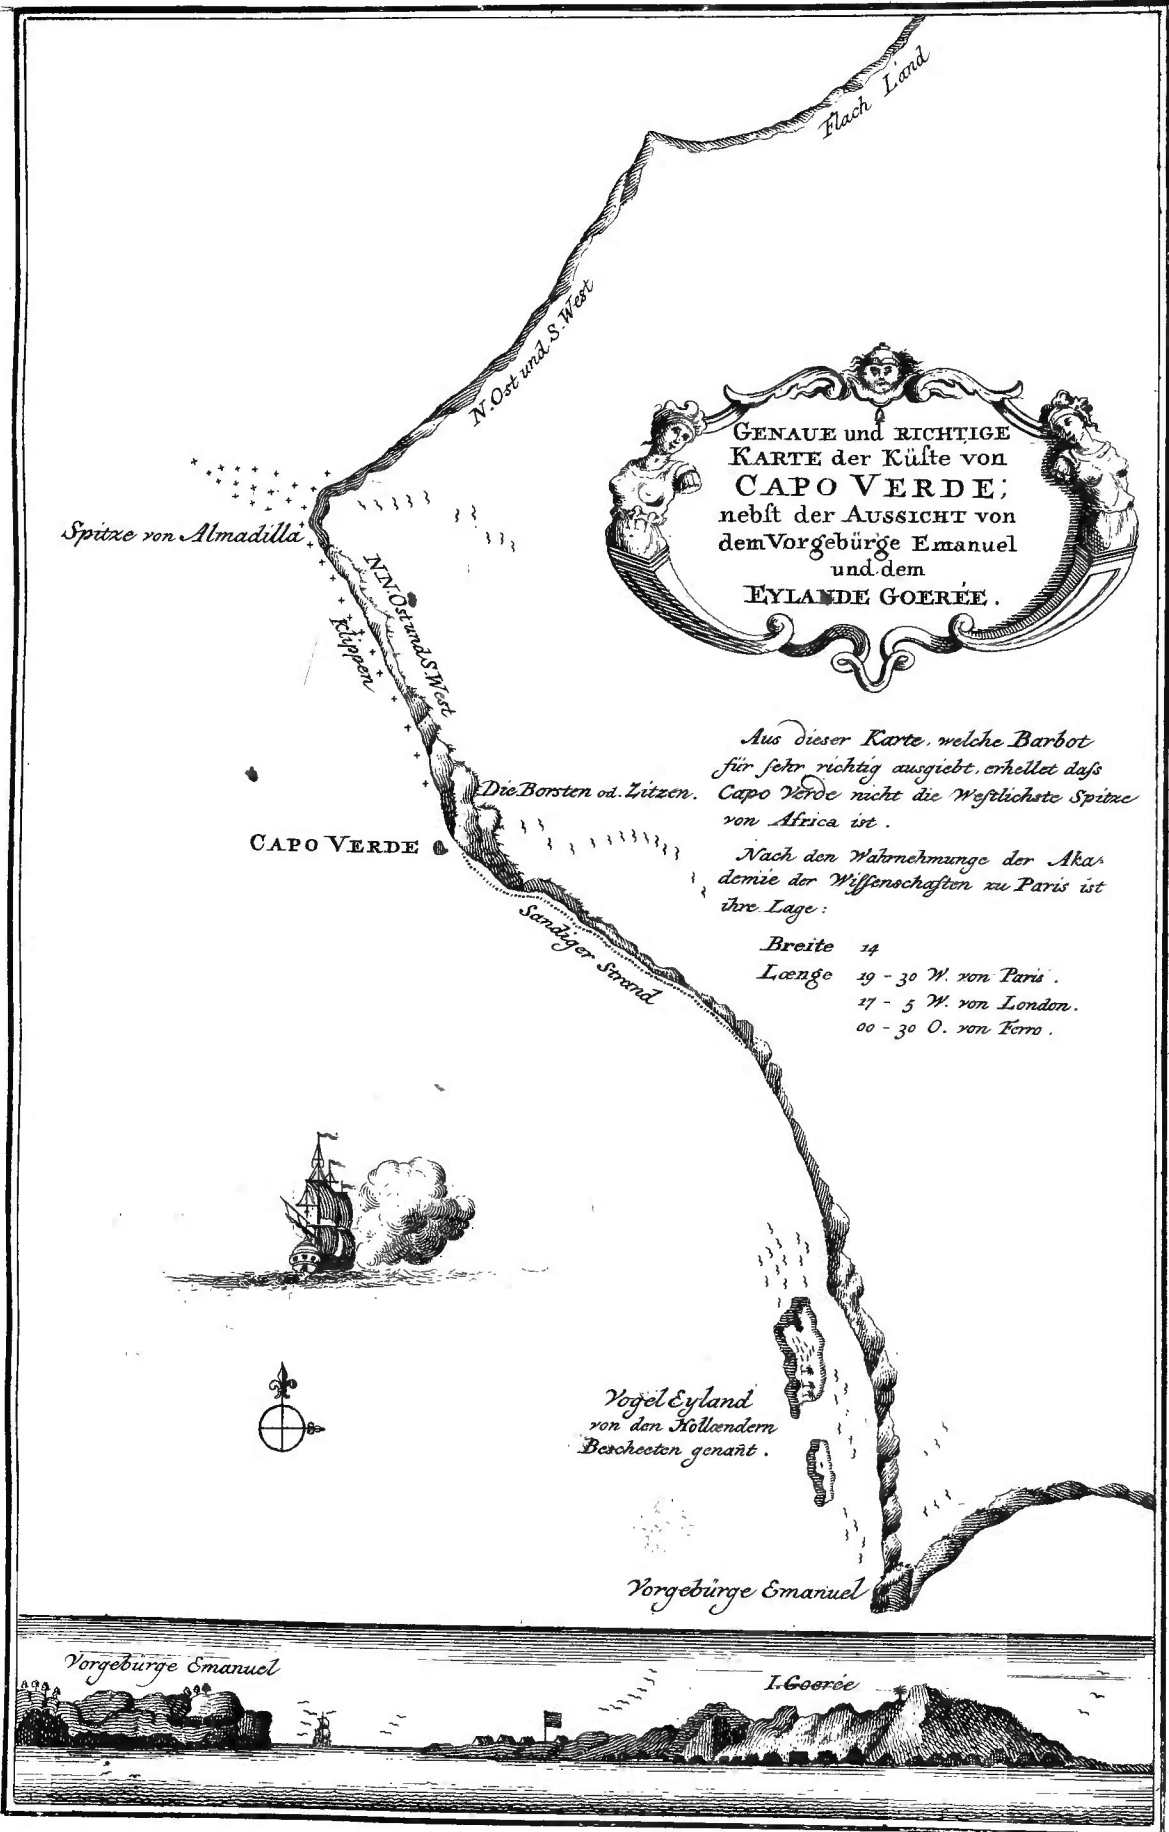 Flach Land
N. Ost und S. West
GENAUE und RICHTIGE
KARTE der Küſte von
CAPO VERDE;
nebſt der AUSSICHT von
dem Vorgebürge Emanuel
und dem
EYLANDE GOERÉE.
Spitze von Almadilla
N.N. Ost und S. West
Klippen
Die Borsten od. Zitzen.
CAPO VERDE
Sandiger Strand
Aus dieser Karte, welche Barbot
für ſehr richtig ausgiebt, erhellet daſs
Capo Verde nicht die Weſtlichste Spitze
von Africa ist.
Nach den Wahrnehmunge der Aka-
demie der Wiſſenschaften zu Paris ist
ihre Lage:
Breite 14
Længe 19 - 30 W. von Paris.
17 - 5 W. von London.
00 - 30 O. von Ferro.
Vogel Eyland
von den Hollændern
Bescheeten genañt.
Vorgebürge Emanuel
Vorgebürge Emanuel
I. Goerée